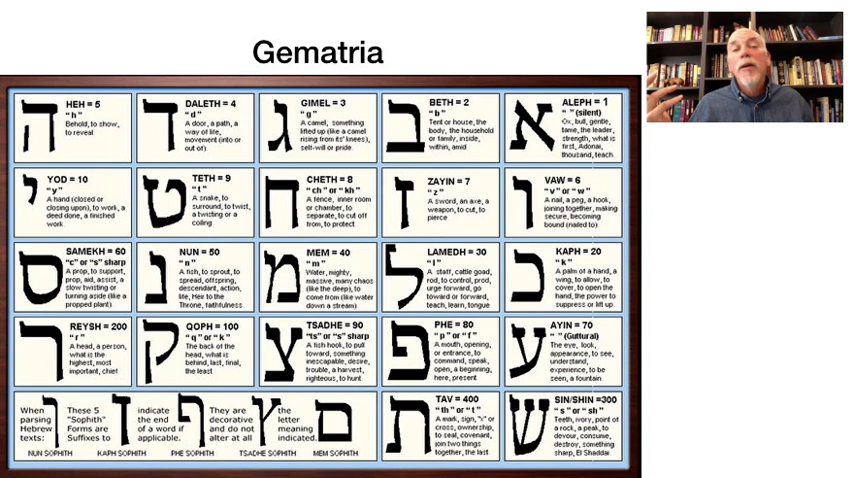 Gematria
ה
HEH = 5
"h"
Behold, to show,
to reveal
ד
DALETH = 4
"d"
A door, a path, a
way of life,
movement (into or
out of)
ג
GIMEL = 3
"g"
A camel, something
lifted up (like a camel
rising from its' knees),
self-will or pride
ב
BETH = 2
"b"
Tent or house, the
body, the household
or family, inside,
within, amid
א
ALEPH = 1
" " (silent)
Ox, bull, gentle,
tame, the leader,
strength, what is
first, Adonai,
thousand, teach
י
YOD = 10
"y"
A hand (closed or
closing upon), to work, a
deed done, a finished
work
ט
TETH = 9
"t"
A snake, to
surround, to twist,
a twisting or a
coiling
ח
CHETH = 8
"ch" or "kh"
A fence, inner room
or chamber, to
separate, to cut off
from, to protect
ז
ZAYIN = 7
"z"
A sword, an axe, a
weapon, to cut, to
pierce
ו
VAW = 6
"v" or "w"
A nail, a peg, a hook,
joining together, making
secure, becoming
bound (nailed to)
ס
SAMEKH = 60
"c" or "s" sharp
A prop, to support,
prop, aid, assist, a
slow twisting or
turning aside (like a
propped plant)
נ
NUN = 50
"n"
A fish, to sprout, to
spread, offspring,
descendant, action,
life, Heir to the
Throne, faithfulness
מ
MEM = 40
"m"
Water, mighty,
massive, many chaos
(like the deep), to
come from (like water
down a stream)
ל
LAMEDH = 30
"l"
A staff, cattle goad,
rod, to control, prod,
urge forward, go
toward or forward,
teach, learn, tongue
כ
KAPH = 20
"k"
A palm of a hand, a
wing, to allow, to
cover, to open the
hand, the power to
suppress or lift up
ר
REYSH = 200
"r"
A head, a person,
what is the
highest, most
important, chief
ק
QOPH = 100
"q" or "k"
The back of the
head, what is
behind, last, final,
the least
צ
TSADHE = 90
"ts" or "s" sharp
A fish hook, to pull
toward, something
inescapable, desire,
trouble, a harvest,
righteous, to hunt
פ
PHE = 80
"p" or "f"
A mouth, opening,
or entrance, to
command, speak,
open, a beginning,
here, present
ע
AYIN = 70
" " (Guttural)
The eye, look,
appearance, to see,
understand,
experience, to be
seen, a fountain
When
parsing
Hebrew
texts:
ן
These 5
"Sophith"
Forms are
Suffixes to
ך
indicate
the end
of a word if
applicable.
ף
They are
decorative
and do not
alter at all
ץ
the
letter
meaning
indicated.
ם
NUN SOPHITH KAPH SOPHITH PHE SOPHITH TSADHE SOPHITH MEM SOPHITH
ת
TAV = 400
"th" or "t"
A mark, sign, "x" or
cross, ownership,
to seal, covenant,
join two things
together, the last
ש
SIN/SHIN =300
"s" or "sh"
Teeth, ivory, point of
a rock, a peak, to
devour, consume,
destroy, something
sharp, El Shaddai